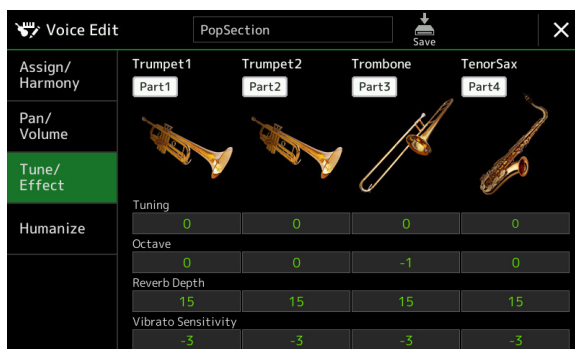 Voice Edit
PopSection
Save
Assign/
Harmony
Pan/
Volume
Tune/
Effect
Humanize
Trumpet1 Trumpet2 Trombone TenorSax
Part1 Part2 Part3 Part4
Tuning
0 0 0 0
Octave
0 0 -1 0
Reverb Depth
15 15 15 15
Vibrato Sensitivity
-3 -3 -3 -3